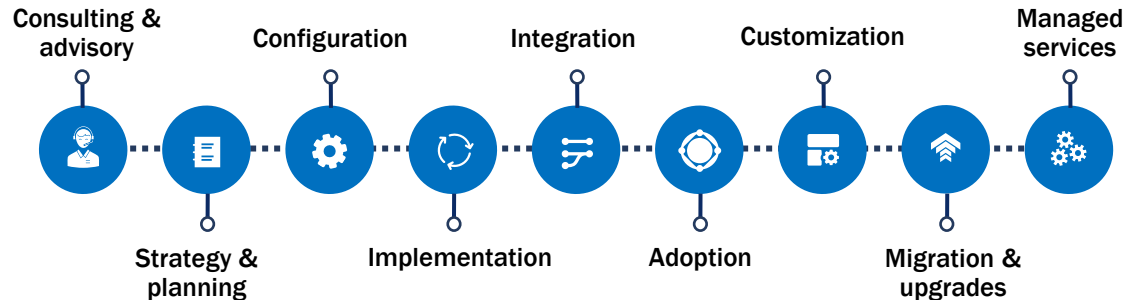 Consulting &
advisory
Strategy &
planning
Configuration
Implementation
Integration
Adoption
Customization
Migration &
upgrades
Managed
services